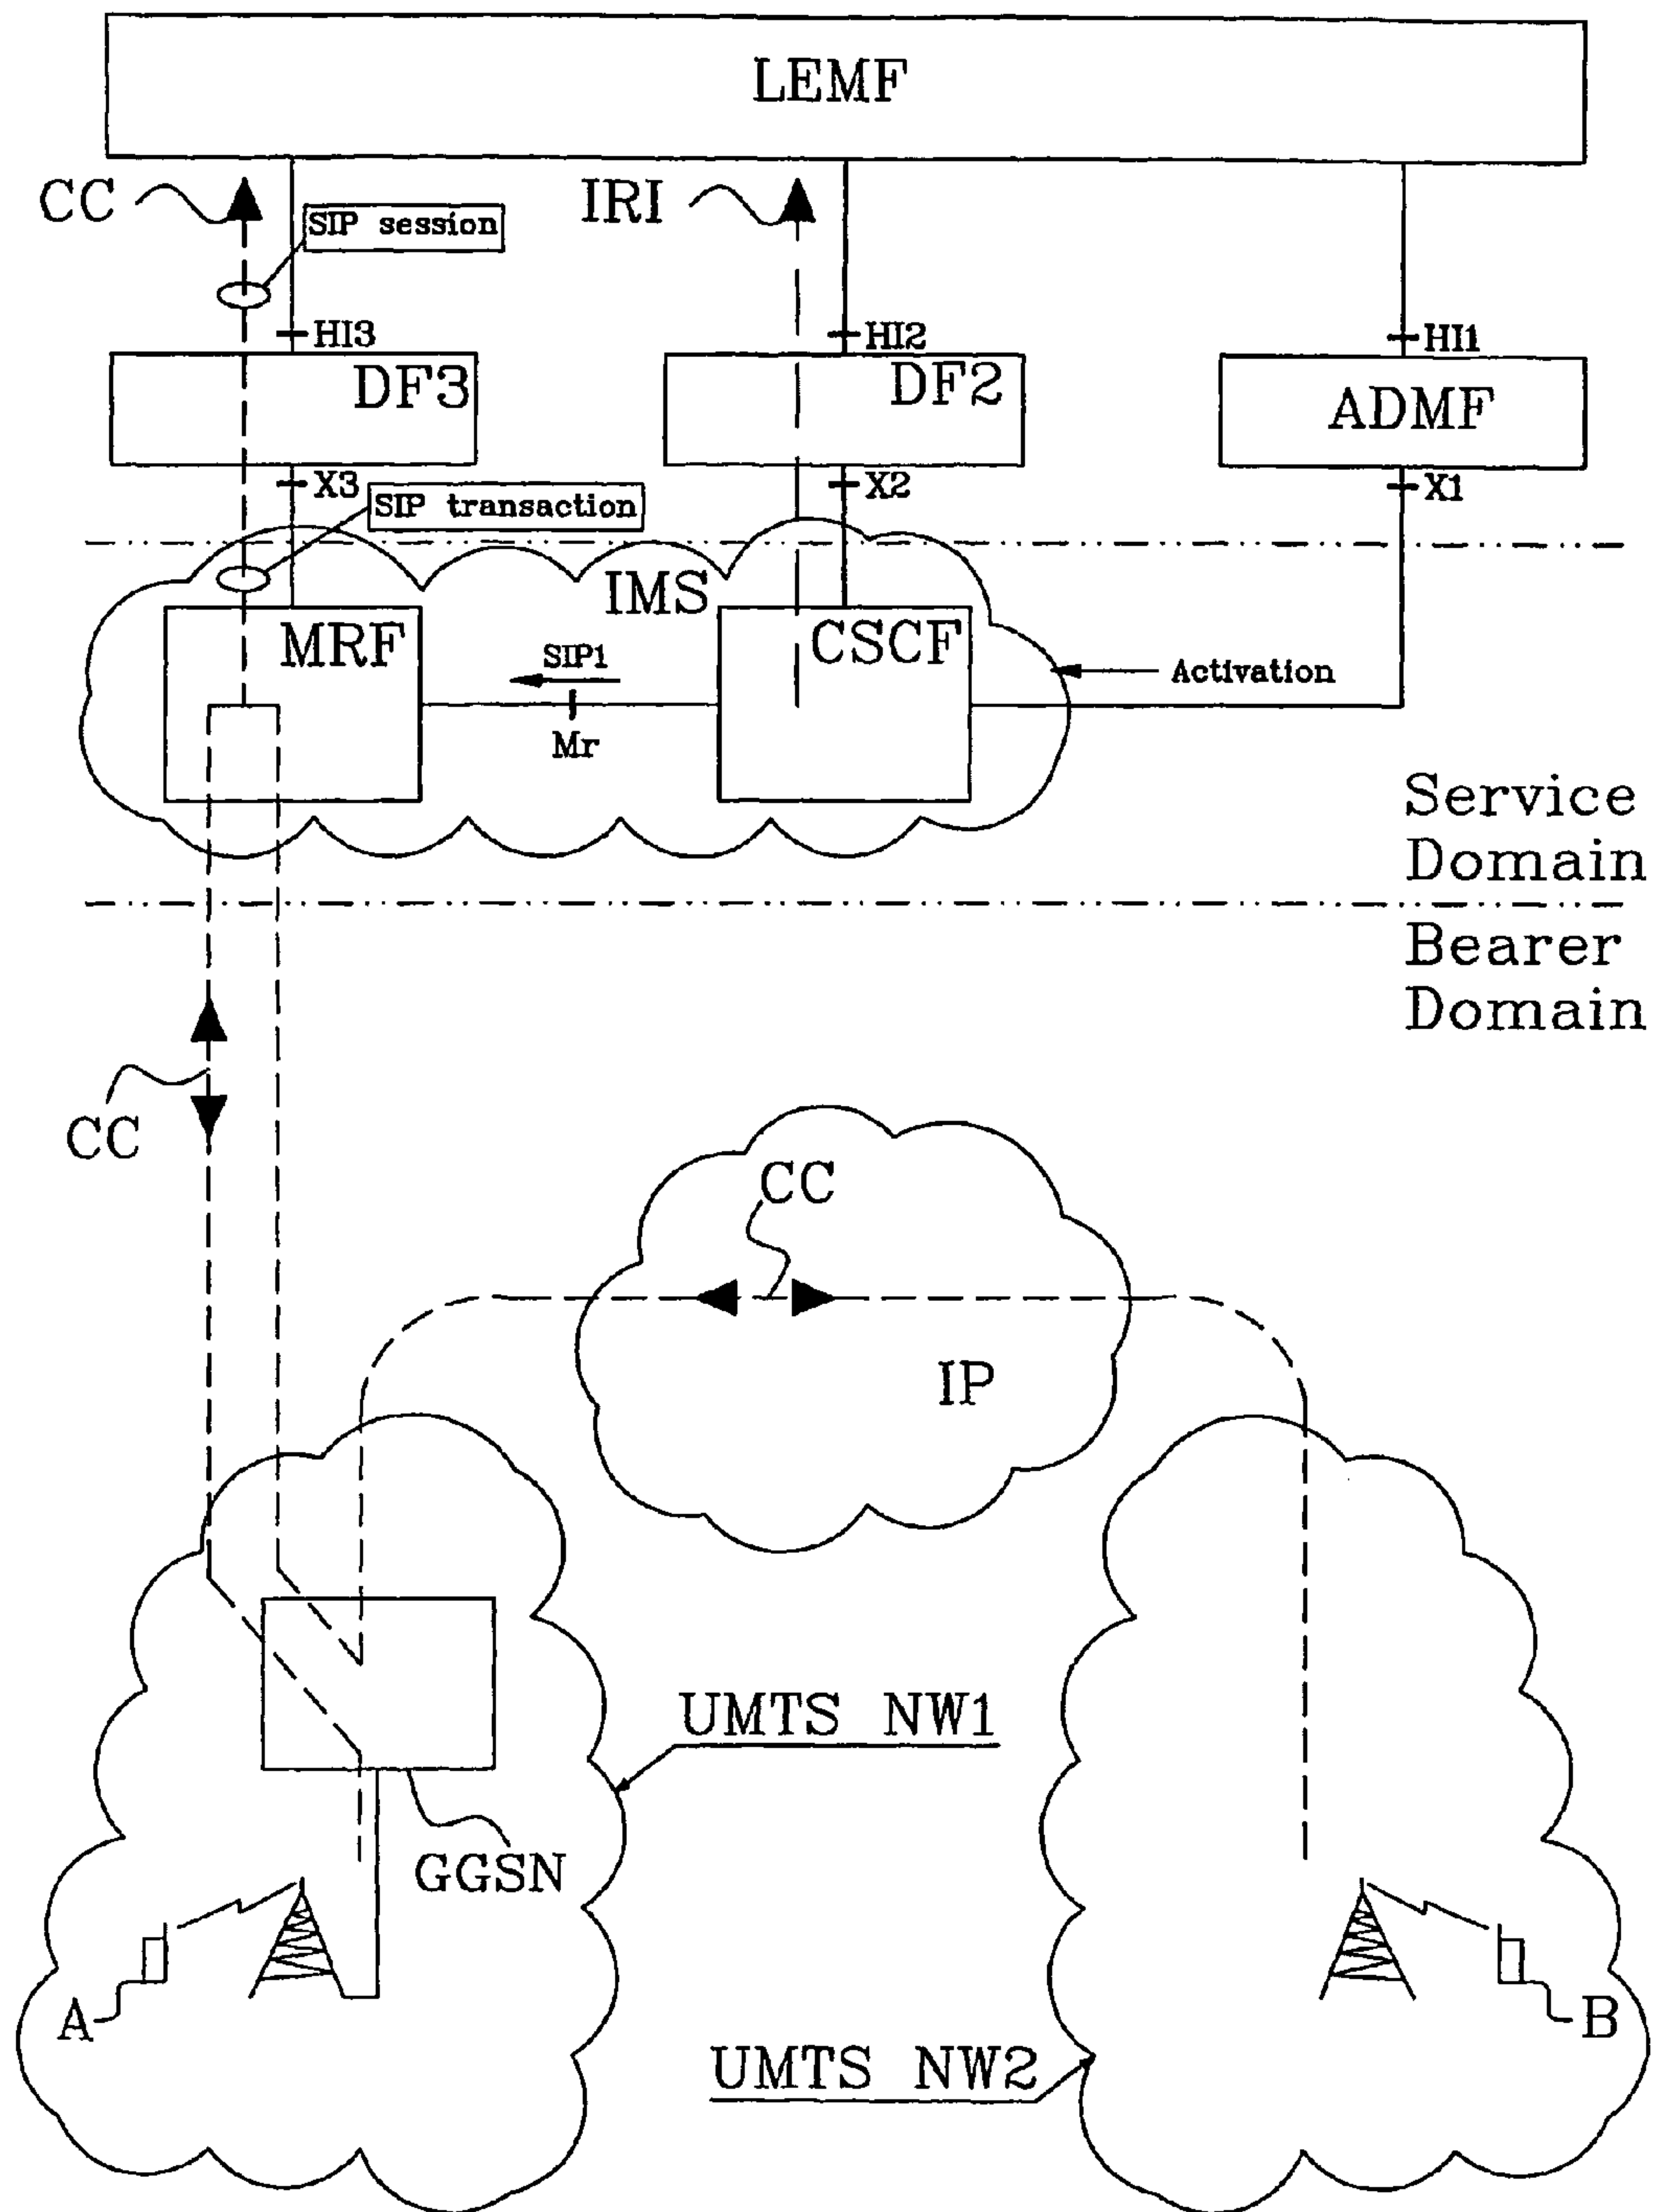 LEMF
CC
IRI
SIP session
HI3
HI2
HI1
DF3
DF2
ADMF
X3
X2
X1
SIP transaction
IMS
MRF
CSCF
SIP1
Activation
Mr
Service
Domain
Bearer
Domain
CC
CC
IP
UMTS NW1
GGSN
A
B
UMTS NW2